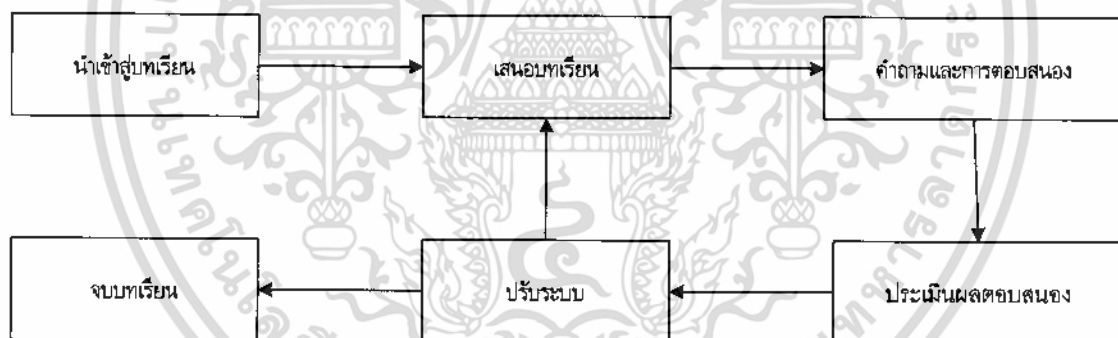 นำเข้าสู่บทเรียน
เสนอบทเรียน
คำถามและการตอบสนอง
จบบทเรียน
ปรับระบบ
ประเมินผลตอบสนอง